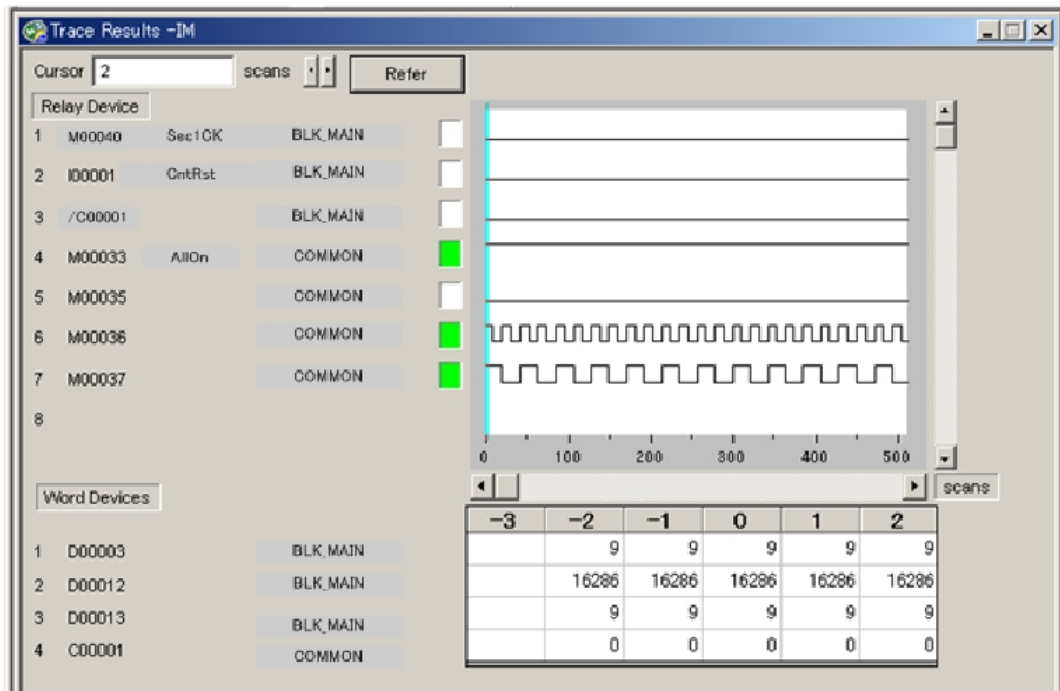 Trace Results -IM
Cursor 2 scans Refer
Relay Device
1 M00040 Sec1CK BLK_MAIN
2 I00001 CntRst BLK_MAIN
3 /C00001 BLK_MAIN
4 M00033 AllOn COMMON
5 M00035 COMMON
6 M00036 COMMON
7 M00037 COMMON
8
0 100 200 300 400 500
scans
Word Devices
-3 -2 -1 0 1 2
1 D00003 BLK_MAIN 9 9 9 9 9
2 D00012 BLK_MAIN 16286 16286 16286 16286 16286
3 D00013 BLK_MAIN 9 9 9 9 9
4 C00001 COMMON 0 0 0 0 0